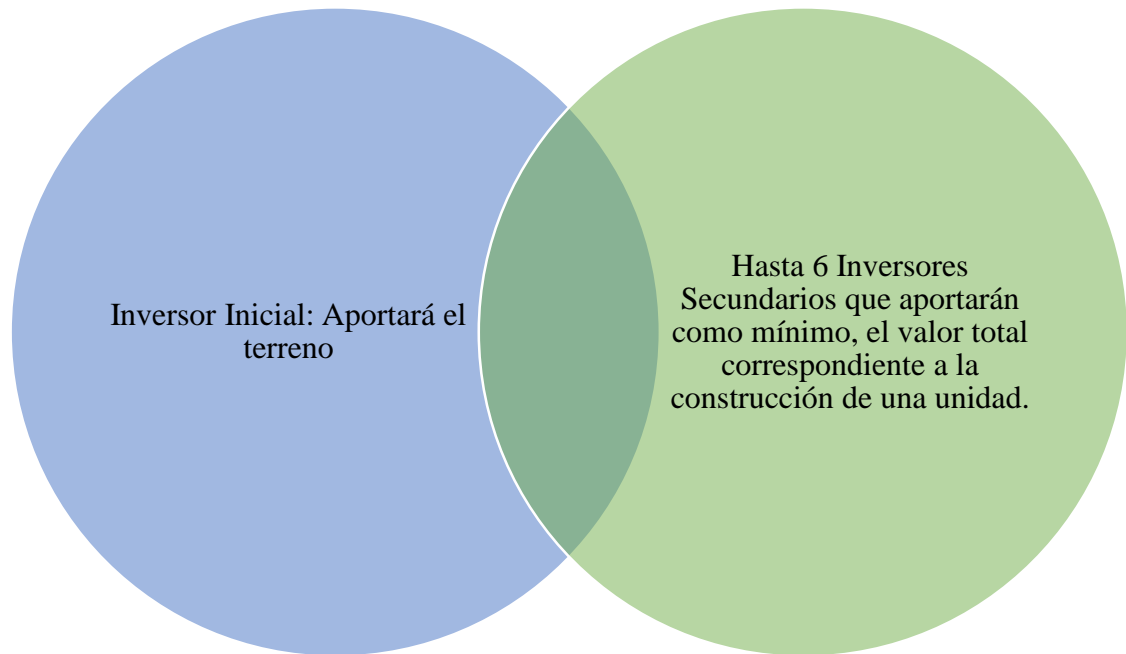 Inversor Inicial: Aportará el
terreno
Hasta 6 Inversores
Secundarios que aportarán
como mínimo, el valor total
correspondiente a la
construcción de una unidad.